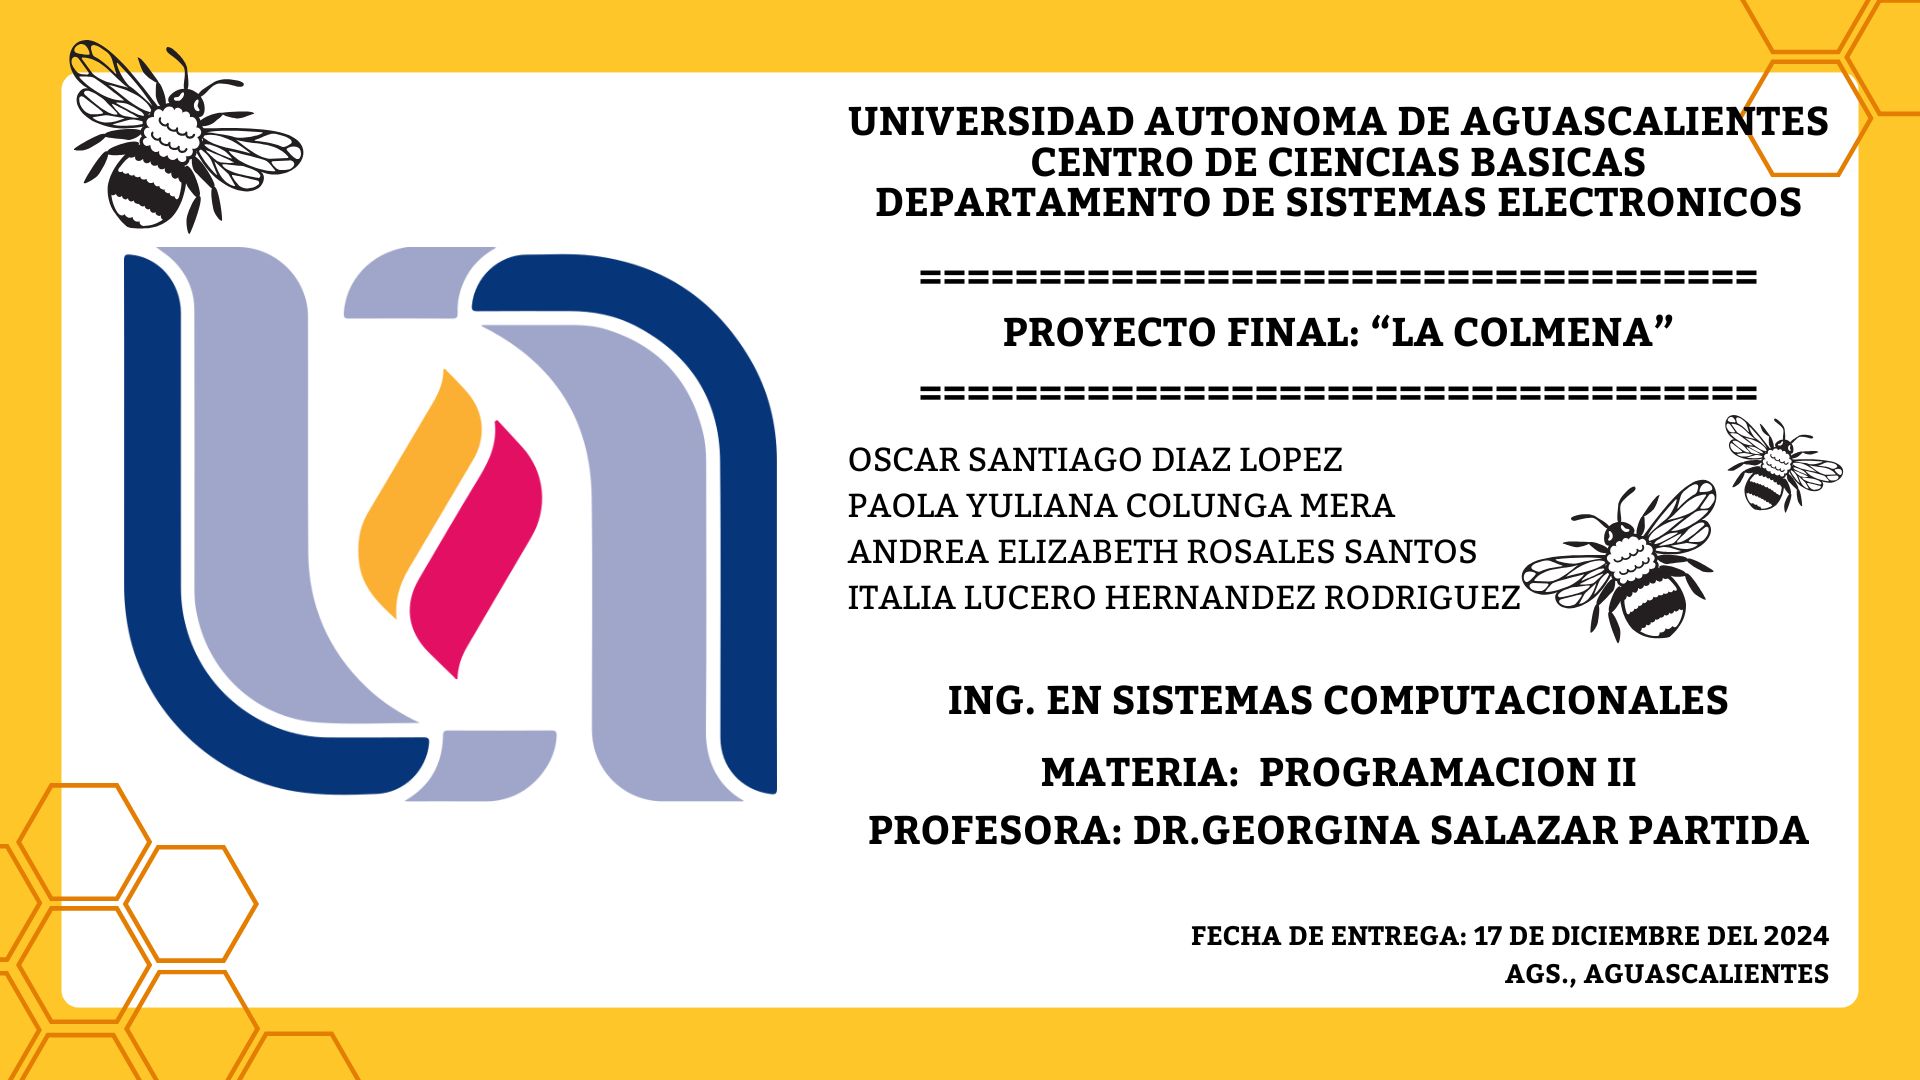 UNIVERSIDAD AUTONOMA DE AGUASCALIENTES
CENTRO DE CIENCIAS BASICAS
DEPARTAMENTO DE SISTEMAS ELECTRONICOS
===================================
PROYECTO FINAL: “LA COLMENA”
===================================
OSCAR SANTIAGO DIAZ LOPEZ
PAOLA YULIANA COLUNGA MERA
ANDREA ELIZABETH ROSALES SANTOS
ITALIA LUCERO HERNANDEZ RODRIGUEZ
ING. EN SISTEMAS COMPUTACIONALES
MATERIA:  PROGRAMACION II
PROFESORA: DR.GEORGINA SALAZAR PARTIDA
FECHA DE ENTREGA: 17 DE DICIEMBRE DEL 2024
AGS., AGUASCALIENTES